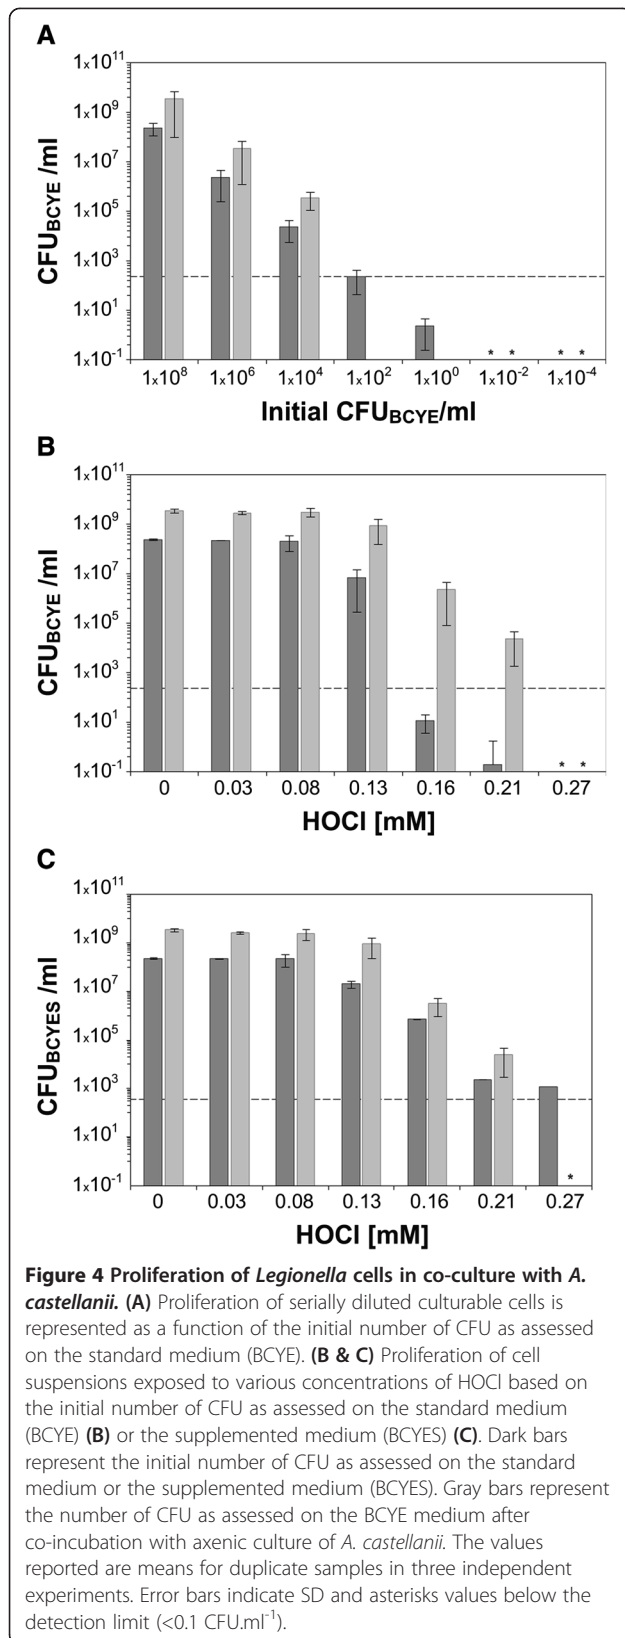 A
1x10^11
1x10^9
1x10^7
1x10^5
1x10^3
1x10^1
1x10^-1
CFU_BCYE /ml
* * * *
1x10^8 1x10^6 1x10^4 1x10^2 1x10^0 1x10^-2 1x10^-4
Initial CFU_BCYE/ml
B
1x10^11
1x10^9
1x10^7
1x10^5
1x10^3
1x10^1
1x10^-1
CFU_BCYE /ml
* *
0 0.03 0.08 0.13 0.16 0.21 0.27
HOCl [mM]
C
1x10^11
1x10^9
1x10^7
1x10^5
1x10^3
1x10^1
1x10^-1
CFU_BCYES /ml
*
0 0.03 0.08 0.13 0.16 0.21 0.27
HOCl [mM]
Figure 4 Proliferation of Legionella cells in co-culture with A.
castellanii. (A) Proliferation of serially diluted culturable cells is
represented as a function of the initial number of CFU as assessed
on the standard medium (BCYE). (B & C) Proliferation of cell
suspensions exposed to various concentrations of HOCl based on
the initial number of CFU as assessed on the standard medium
(BCYE) (B) or the supplemented medium (BCYES) (C). Dark bars
represent the initial number of CFU as assessed on the standard
medium or the supplemented medium (BCYES). Gray bars represent
the number of CFU as assessed on the BCYE medium after
co-incubation with axenic culture of A. castellanii. The values
reported are means for duplicate samples in three independent
experiments. Error bars indicate SD and asterisks values below the
detection limit (<0.1 CFU.ml^-1).